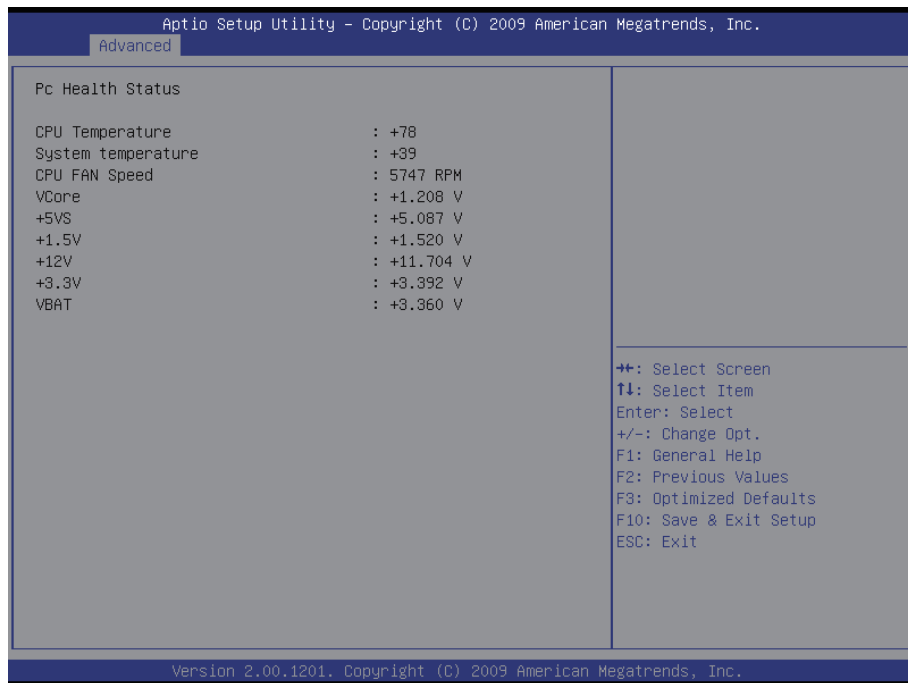 Aptio Setup Utility – Copyright (C) 2009 American Megatrends, Inc.
Advanced
Pc Health Status
CPU Temperature : +78
System temperature : +39
CPU FAN Speed : 5747 RPM
VCore : +1.208 V
+5VS : +5.087 V
+1.5V : +1.520 V
+12V : +11.704 V
+3.3V : +3.392 V
VBAT : +3.360 V
→←: Select Screen
↑↓: Select Item
Enter: Select
+/-: Change Opt.
F1: General Help
F2: Previous Values
F3: Optimized Defaults
F10: Save & Exit Setup
ESC: Exit
Version 2.00.1201. Copyright (C) 2009 American Megatrends, Inc.